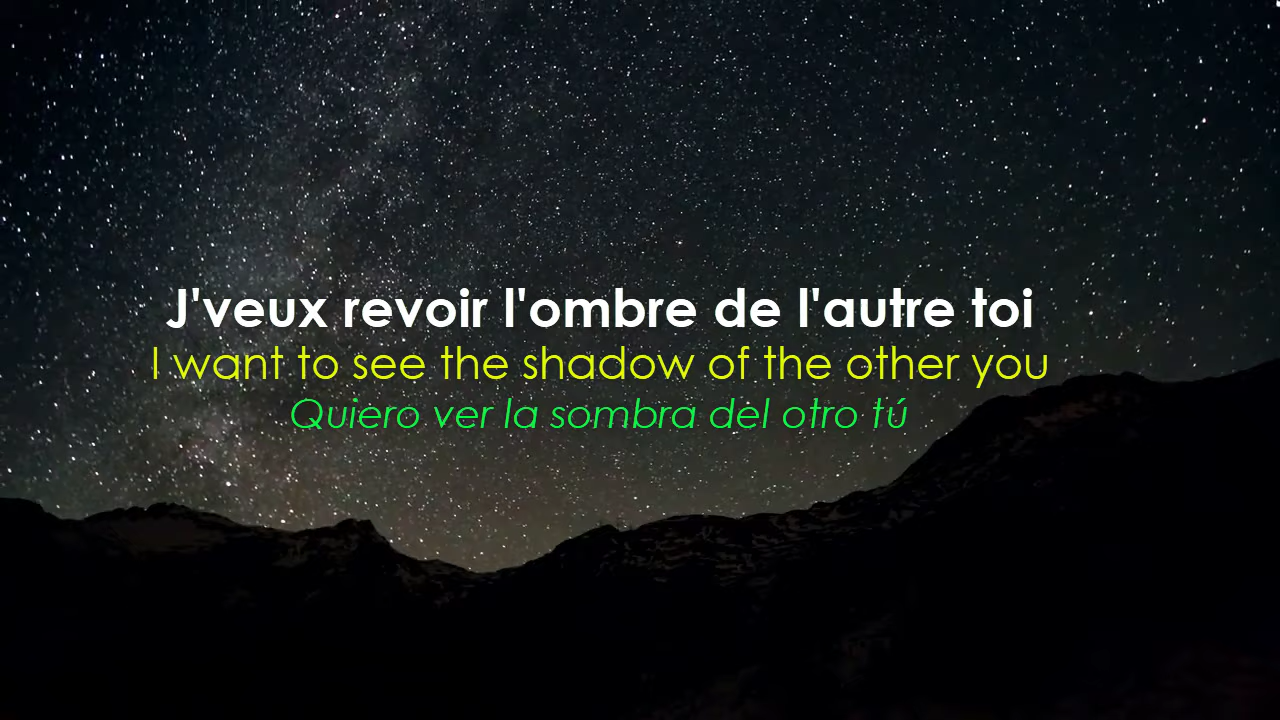 J'veux revoir l'ombre de l'autre toi
I want to see the shadow of the other you
Quiero ver la sombra del otro tú